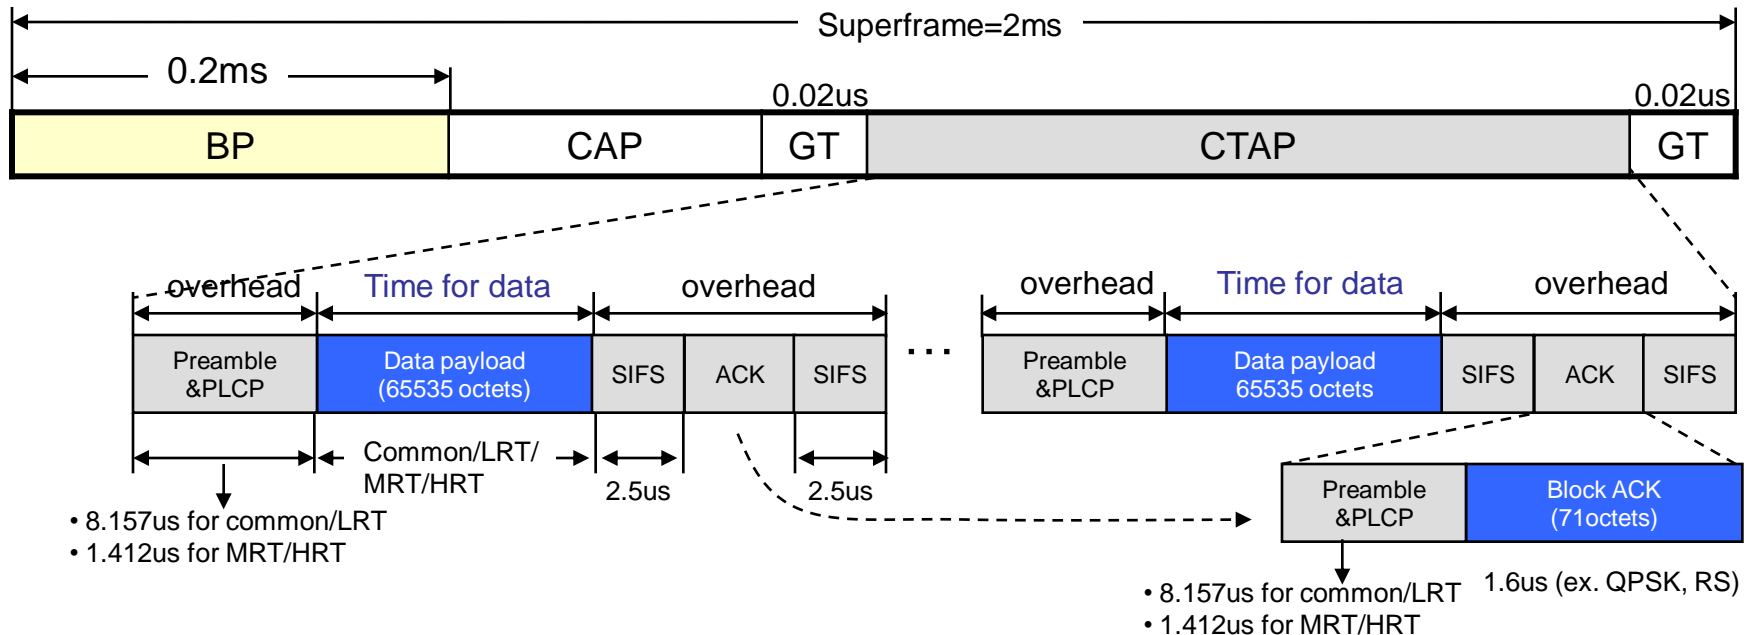 Superframe=2ms
0.2ms
0.02us
0.02us
BP
CAP
GT
CTAP
GT
overhead
Time for data
overhead
overhead
Time for data
overhead
Preamble
&PLCP
Data payload
(65535 octets)
SIFS
ACK
SIFS
...
Preamble
&PLCP
Data payload
65535 octets
SIFS
ACK
SIFS
Common/LRT/
MRT/HRT
2.5us
2.5us
• 8.157us for common/LRT
• 1.412us for MRT/HRT
Preamble
&PLCP
Block ACK
(71octets)
• 8.157us for common/LRT
• 1.412us for MRT/HRT
1.6us (ex. QPSK, RS)